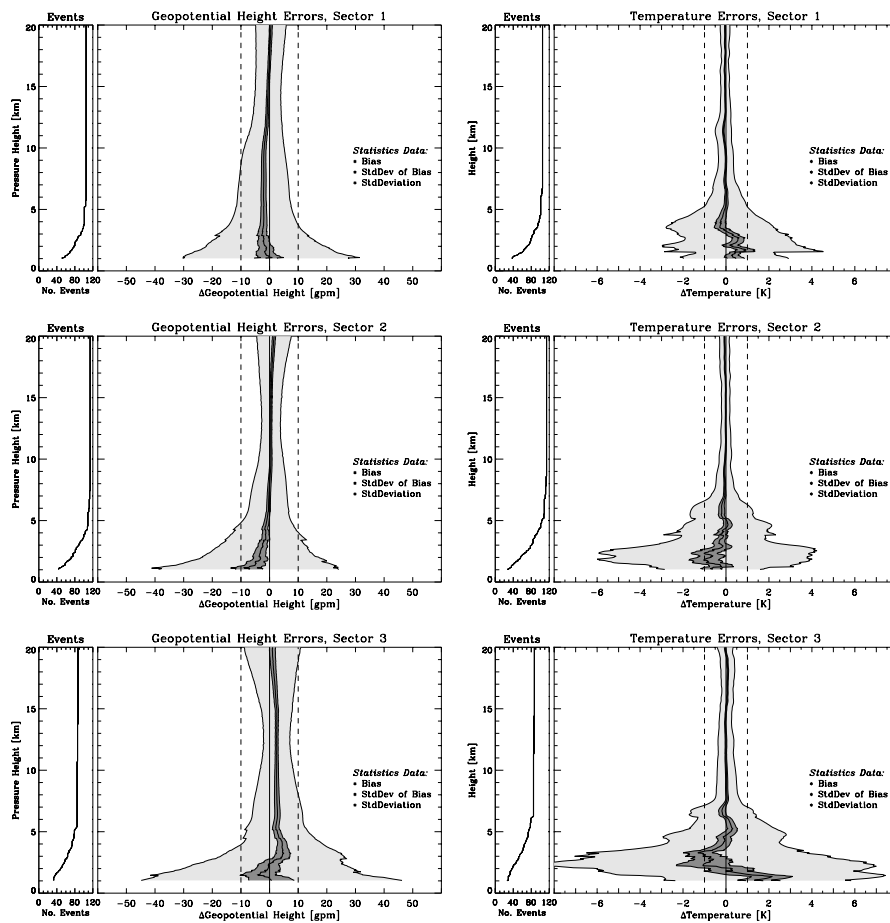 Events Geopotential Height Errors, Sector 1
Pressure Height [km]
20
15
10
5
0
Statistics Data:
Bias
StdDev of Bias
StdDeviation
0 40 80 120
No. Events
-50 -40 -30 -20 -10 0 10 20 30 40 50
ΔGeopotential Height [gpm]
Events Temperature Errors, Sector 1
Height [km]
20
15
10
5
0
Statistics Data:
Bias
StdDev of Bias
StdDeviation
0 40 80 120
No. Events
-6 -4 -2 0 2 4 6
ΔTemperature [K]
Events Geopotential Height Errors, Sector 2
Pressure Height [km]
20
15
10
5
0
Statistics Data:
Bias
StdDev of Bias
StdDeviation
0 40 80 120
No. Events
-50 -40 -30 -20 -10 0 10 20 30 40 50
ΔGeopotential Height [gpm]
Events Temperature Errors, Sector 2
Height [km]
20
15
10
5
0
Statistics Data:
Bias
StdDev of Bias
StdDeviation
0 40 80 120
No. Events
-6 -4 -2 0 2 4 6
ΔTemperature [K]
Events Geopotential Height Errors, Sector 3
Pressure Height [km]
20
15
10
5
0
Statistics Data:
Bias
StdDev of Bias
StdDeviation
0 40 80 120
No. Events
-50 -40 -30 -20 -10 0 10 20 30 40 50
ΔGeopotential Height [gpm]
Events Temperature Errors, Sector 3
Height [km]
20
15
10
5
0
Statistics Data:
Bias
StdDev of Bias
StdDeviation
0 40 80 120
No. Events
-6 -4 -2 0 2 4 6
ΔTemperature [K]